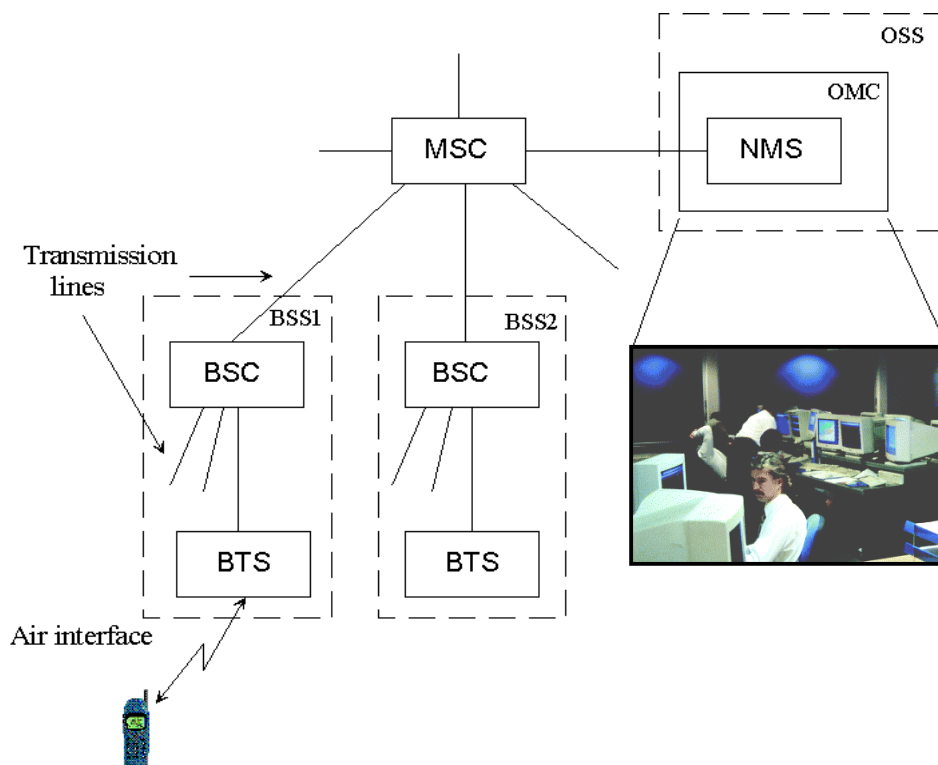 OSS
OMC
MSC
NMS
Transmission
lines
BSS1
BSS2
BSC
BSC
BTS
BTS
Air interface